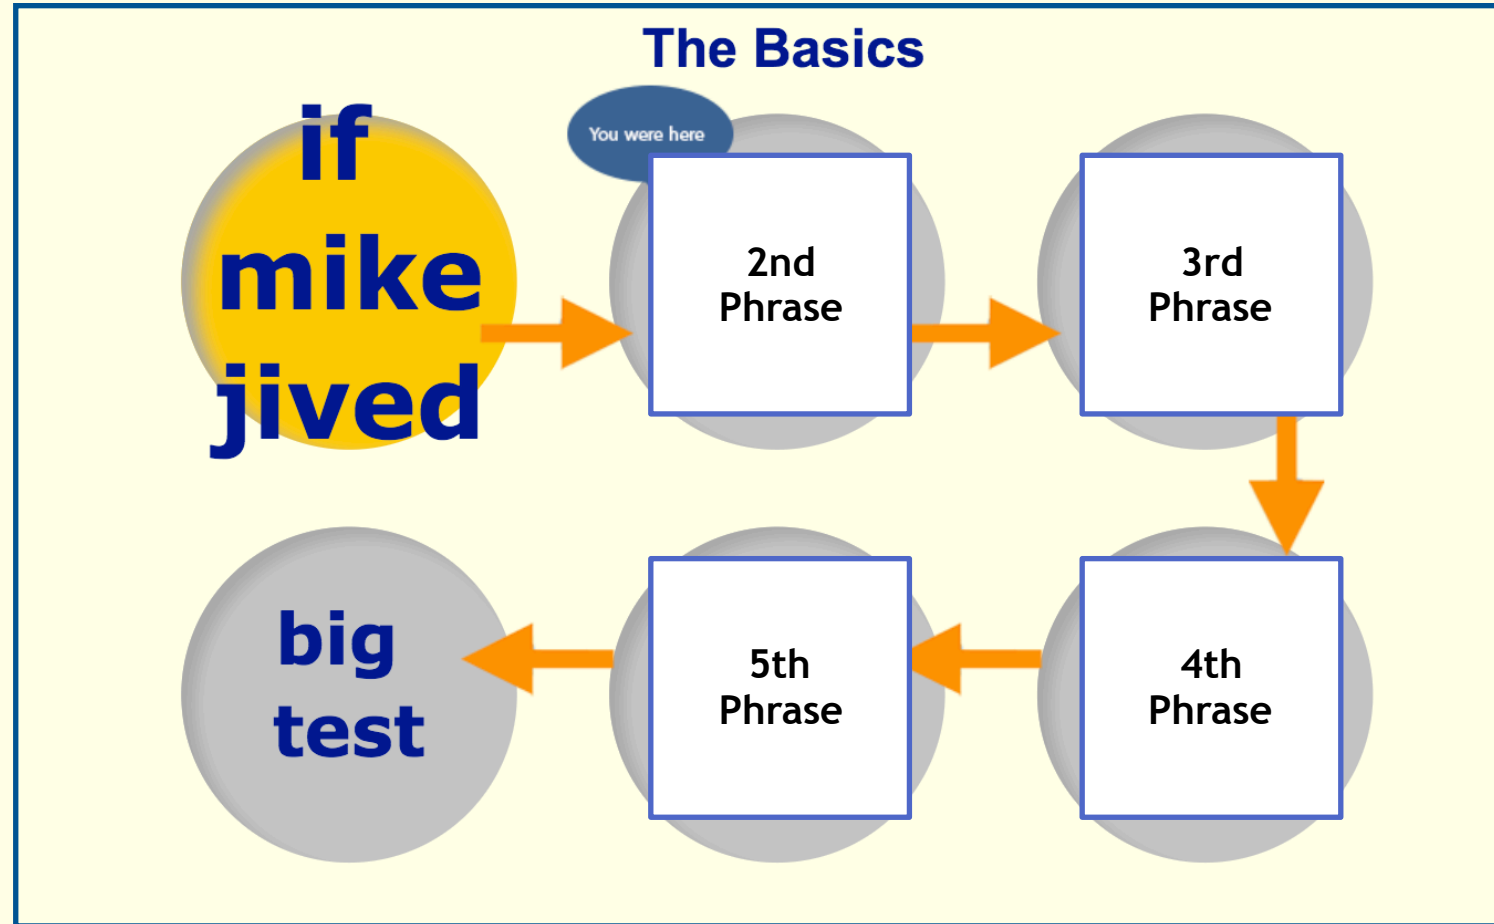 The Basics
if
mike
jived
You were here
2nd
Phrase
3rd
Phrase
big
test
5th
Phrase
4th
Phrase